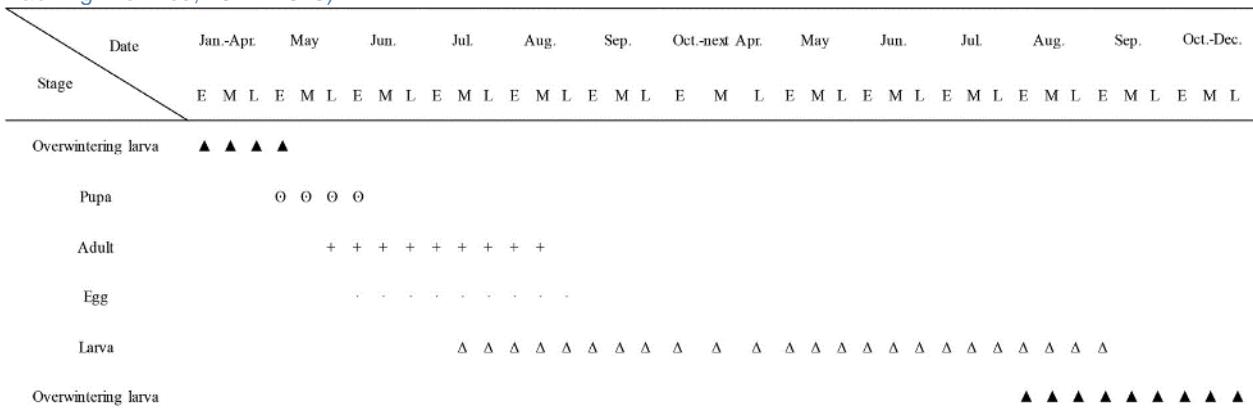 Date Jan.-Apr. May Jun. Jul. Aug. Sep. Oct.-next Apr. May Jun. Jul. Aug. Sep. Oct.-Dec.
Stage E M L E M L E M L E M L E M L E M L E M L E M L E M L E M L E M L E M L E M L
Overwintering larva ▲ ▲ ▲ ▲
Pupa ʘ ʘ ʘ ʘ
Adult + + + + + + + + +
Egg · · · · · · · · ·
Larva Δ Δ Δ Δ Δ Δ Δ Δ Δ Δ Δ Δ Δ Δ Δ Δ Δ Δ Δ Δ Δ Δ Δ Δ
Overwintering larva ▲ ▲ ▲ ▲ ▲ ▲ ▲ ▲ ▲